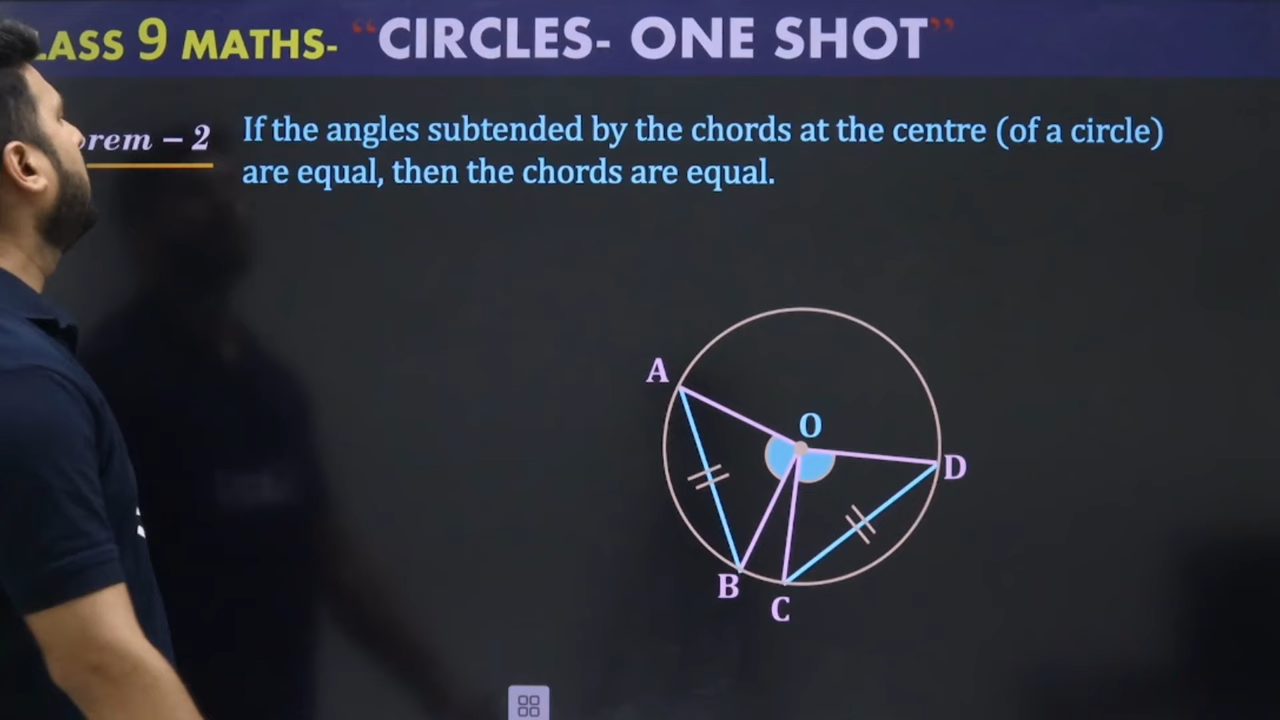 LASS 9 MATHS- “CIRCLES- ONE SHOT”
orem – 2 If the angles subtended by the chords at the centre (of a circle)
are equal, then the chords are equal.
A
O
D
B
C